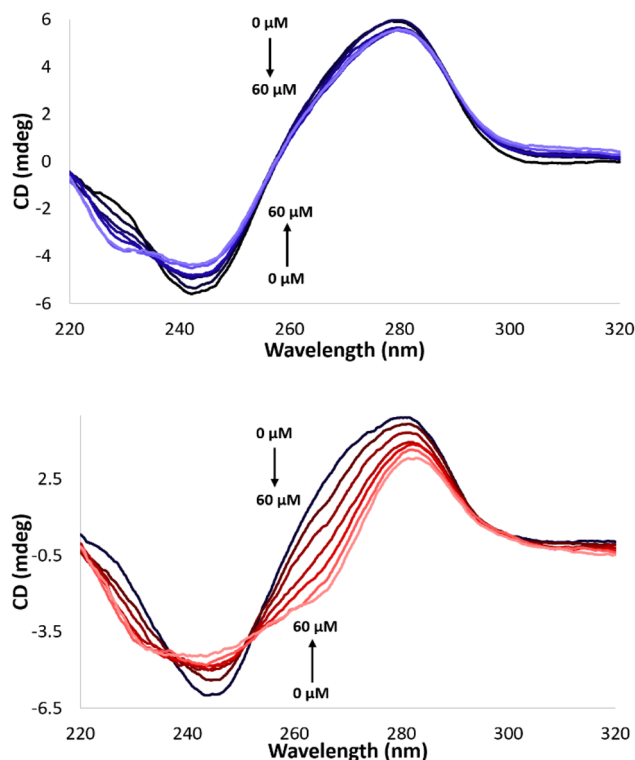 6
4
2
0
-2
-4
-6
CD (mdeg)
0 µM
60 µM
60 µM
0 µM
220 240 260 280 300 320
Wavelength (nm)
2.5
-0.5
-3.5
-6.5
CD (mdeg)
0 µM
60 µM
60 µM
0 µM
220 240 260 280 300 320
Wavelength (nm)